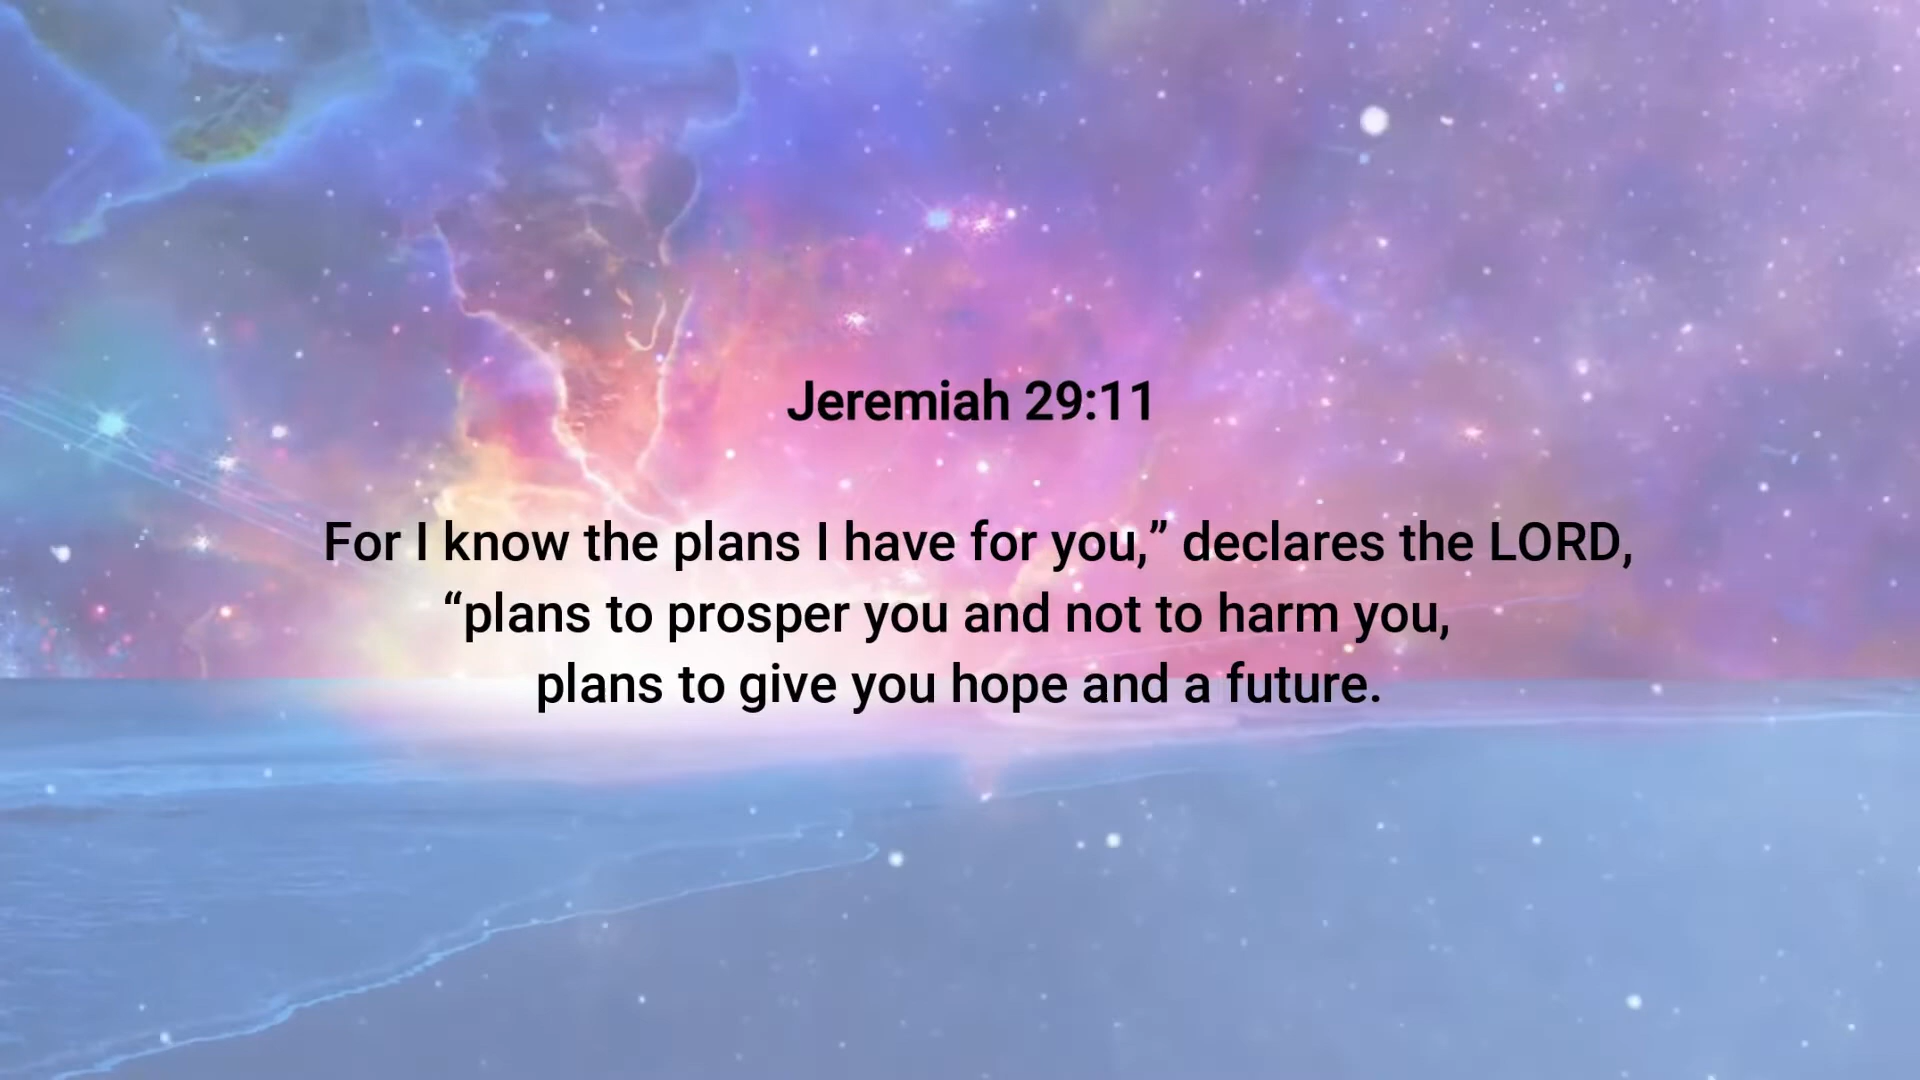 Jeremiah 29:11
For I know the plans I have for you,” declares the LORD,
“plans to prosper you and not to harm you,
plans to give you hope and a future.